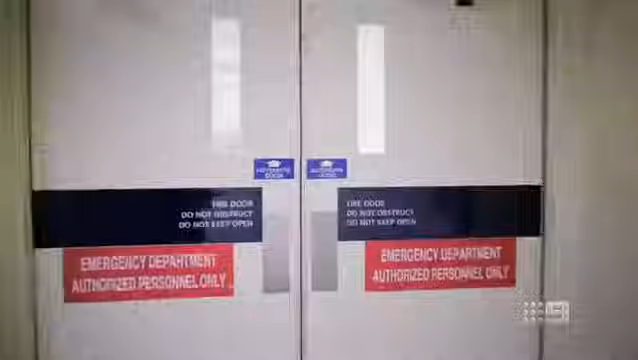 AUTOMATIC
DOOR
AUTOMATIC
DOOR
FIRE DOOR
DO NOT OBSTRUCT
DO NOT KEEP OPEN
FIRE DOOR
DO NOT OBSTRUCT
DO NOT KEEP OPEN
EMERGENCY DEPARTMENT
AUTHORIZED PERSONNEL ONLY
EMERGENCY DEPARTMENT
AUTHORIZED PERSONNEL ONLY
9